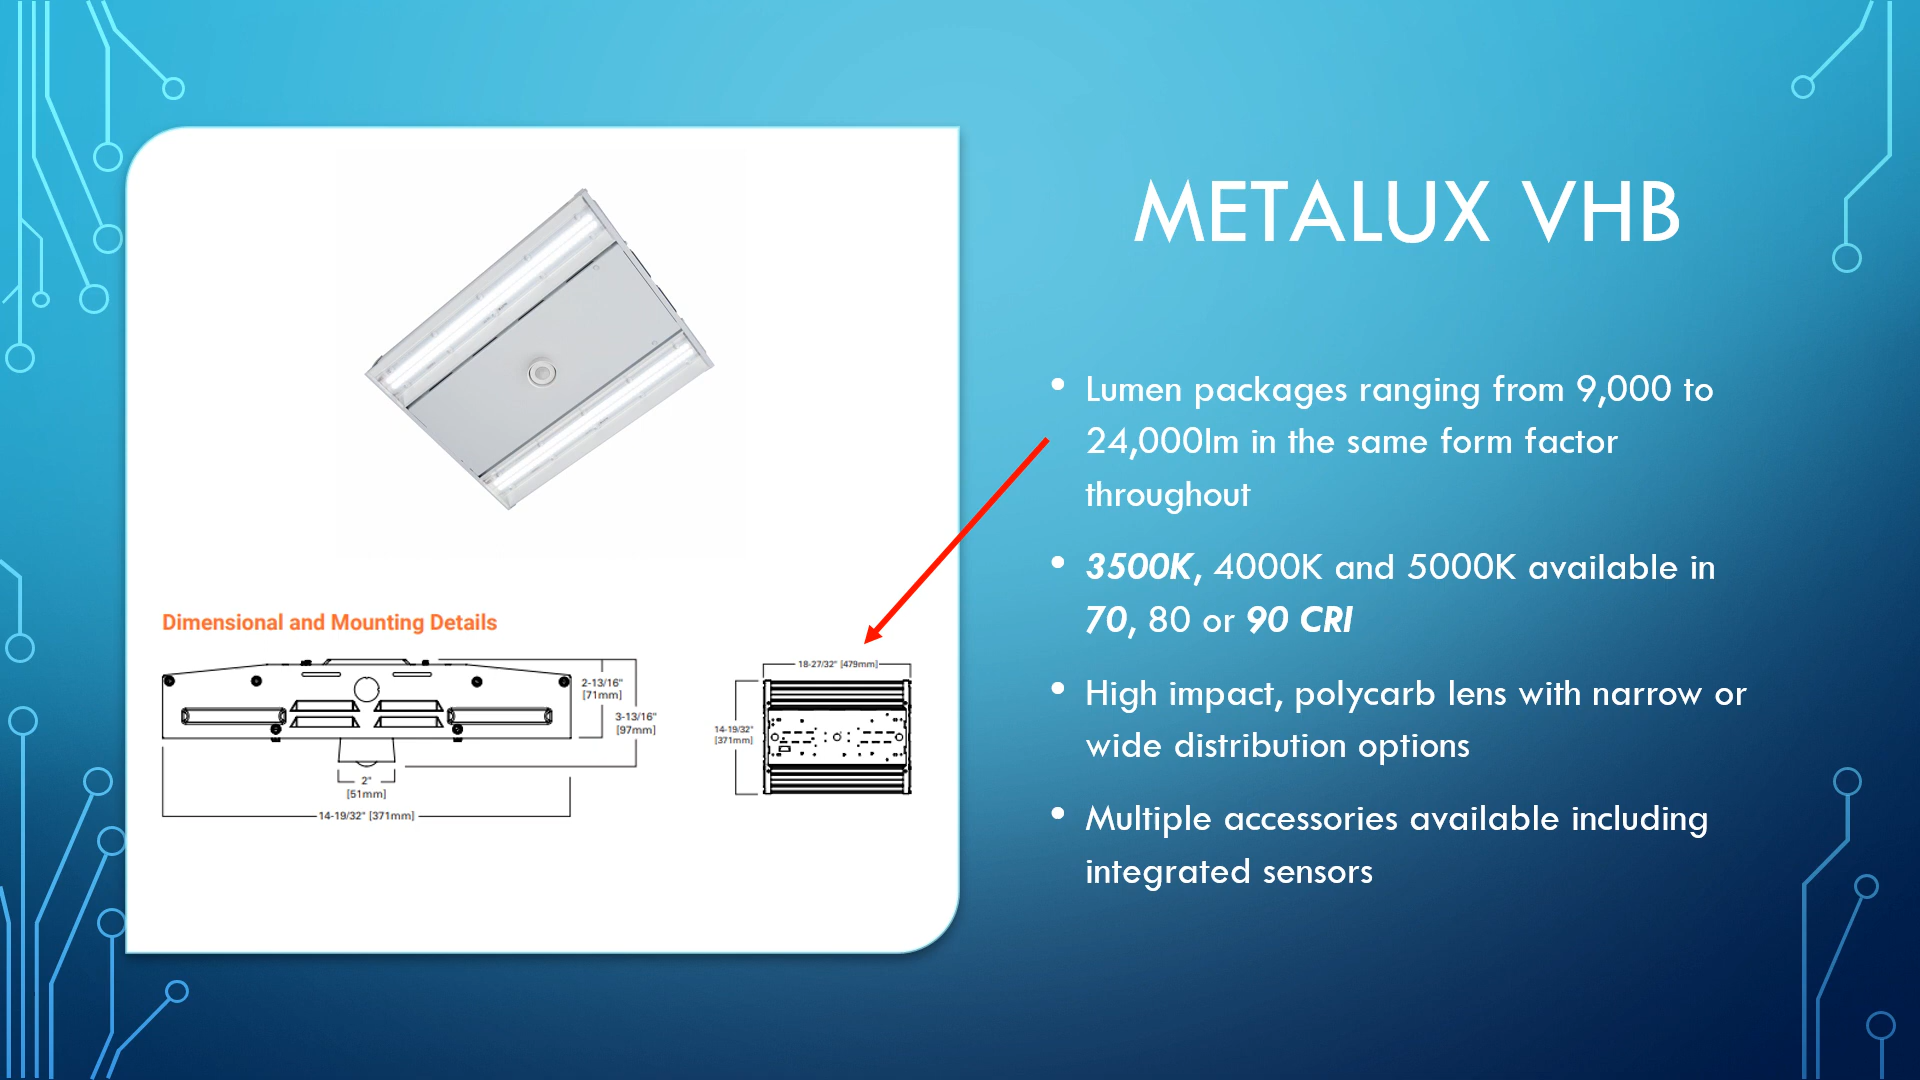 METALUX VHB
• Lumen packages ranging from 9,000 to
24,000lm in the same form factor
throughout
• 3500K, 4000K and 5000K available in
70, 80 or 90 CRI
• High impact, polycarb lens with narrow or
wide distribution options
• Multiple accessories available including
integrated sensors
Dimensional and Mounting Details
2-13/16"
[71mm]
3-13/16"
[97mm]
2"
[51mm]
14-19/32" [371mm]
18-27/32" [479mm]
14-19/32"
[371mm]